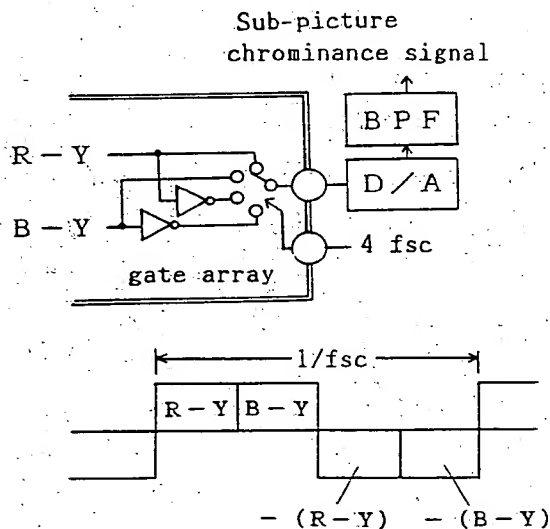 Sub-picture
chrominance signal
B P F
R - Y
D / A
B - Y
4 fsc
gate array
1/fsc
R - Y B - Y
- (R-Y) - (B-Y)